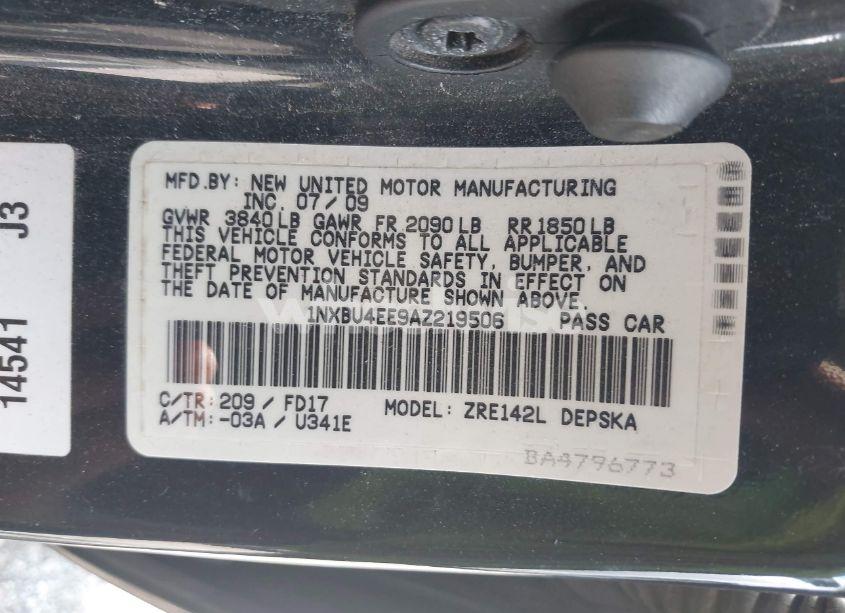 MFD.BY: NEW UNITED MOTOR MANUFACTURING
INC. 07/09
GVWR 3840LB GAWR FR 2090LB RR1850LB
THIS VEHICLE CONFORMS TO ALL APPLICABLE
FEDERAL MOTOR VEHICLE SAFETY, BUMPER, AND
THEFT PREVENTION STANDARDS IN EFFECT ON
THE DATE OF MANUFACTURE SHOWN ABOVE.
1NXBU4EE9AZ219506 PASS CAR
C/TR: 209 / FD17 MODEL: ZRE142L DEPSKA
A/TM: -03A / U341E
BA4796773
14541 J3